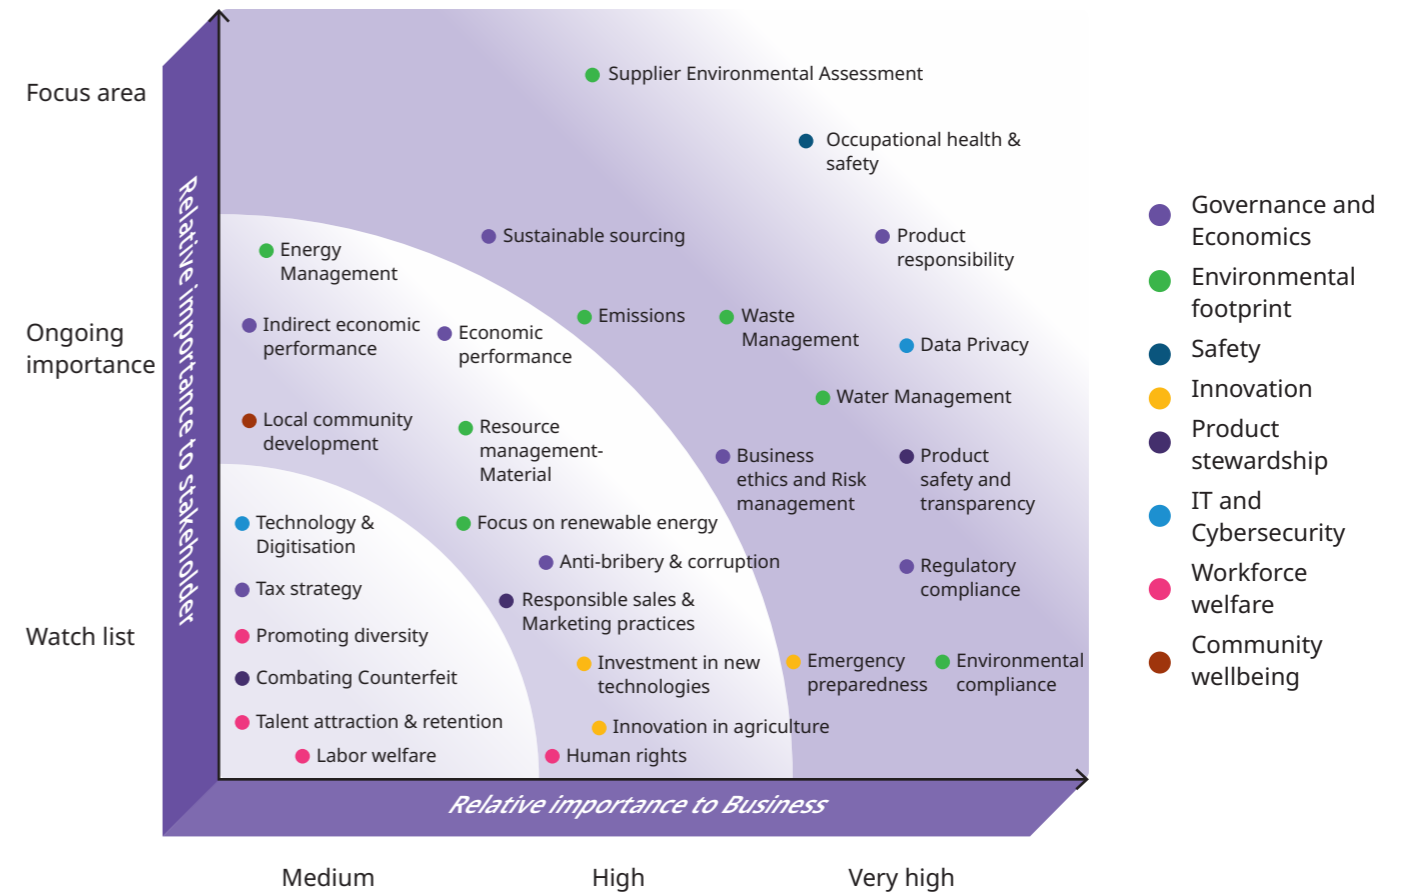 Focus area
Ongoing
importance
Watch list
Relative importance to stakeholder
Supplier Environmental Assessment
Occupational health &
safety
Sustainable sourcing
Product
responsibility
Energy
Management
Emissions
Waste
Management
Indirect economic
performance
Economic
performance
Data Privacy
Water Management
Local community
development
Resource
management-
Material
Business
ethics and Risk
management
Product
safety and
transparency
Technology &
Digitisation
Focus on renewable energy
Anti-bribery & corruption
Regulatory
compliance
Tax strategy
Responsible sales &
Marketing practices
Promoting diversity
Investment in new
technologies
Emergency
preparedness
Environmental
compliance
Combating Counterfeit
Talent attraction & retention
Innovation in agriculture
Labor welfare
Human rights
Relative importance to Business
Medium
High
Very high
Governance and
Economics
Environmental
footprint
Safety
Innovation
Product
stewardship
IT and
Cybersecurity
Workforce
welfare
Community
wellbeing